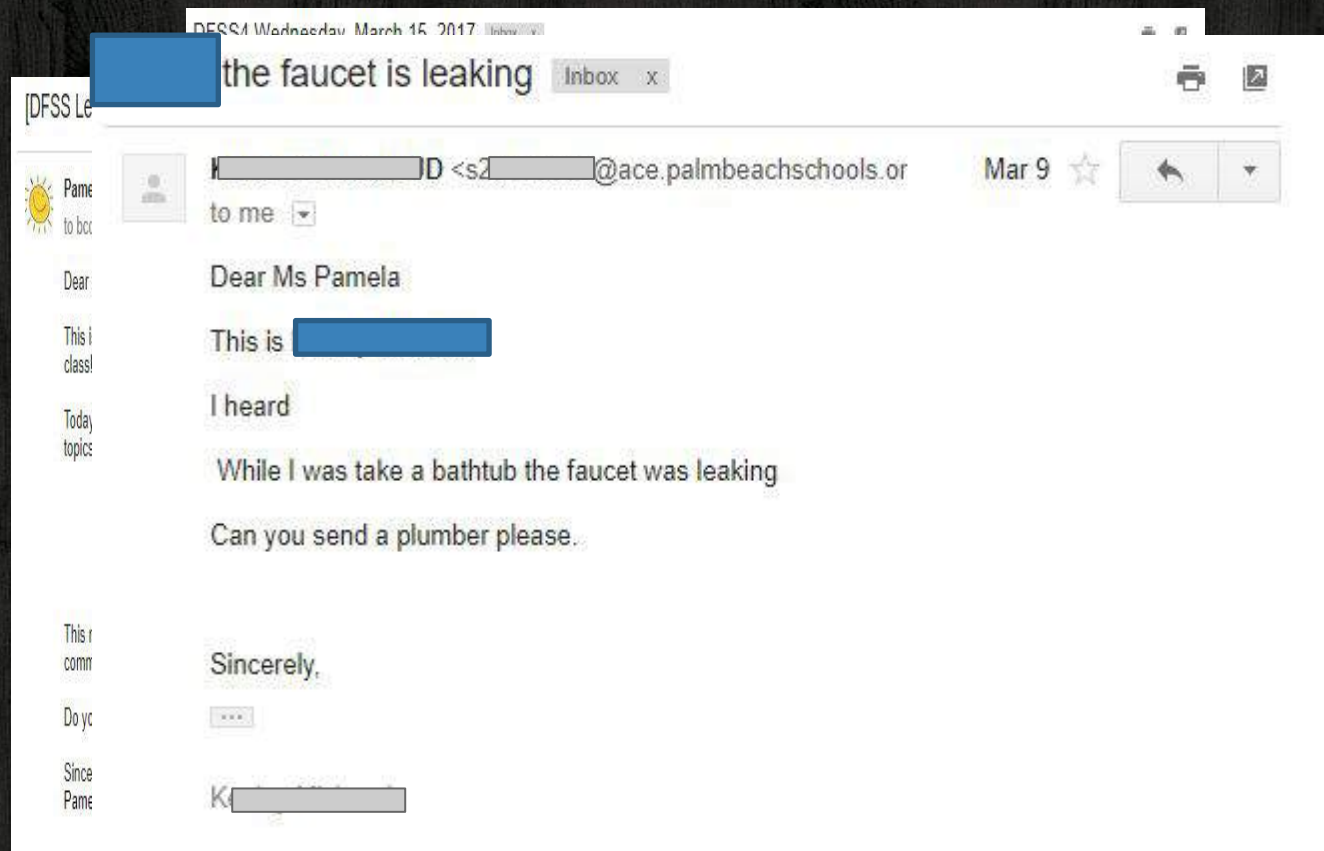 DFSS4 Wednesday, March 15, 2017 Inbox x
the faucet is leaking Inbox x
[DFSS Le
D <s2 @ace.palmbeachschools.or Mar 9
Pame
to me
to bcc
Dear Ms Pamela
Dear
This is
This i
class!
I heard
Today
topics
While I was take a bathtub the faucet was leaking
Can you send a plumber please.
This r
comm
Sincerely,
Do yo
...
Since
Pame
K